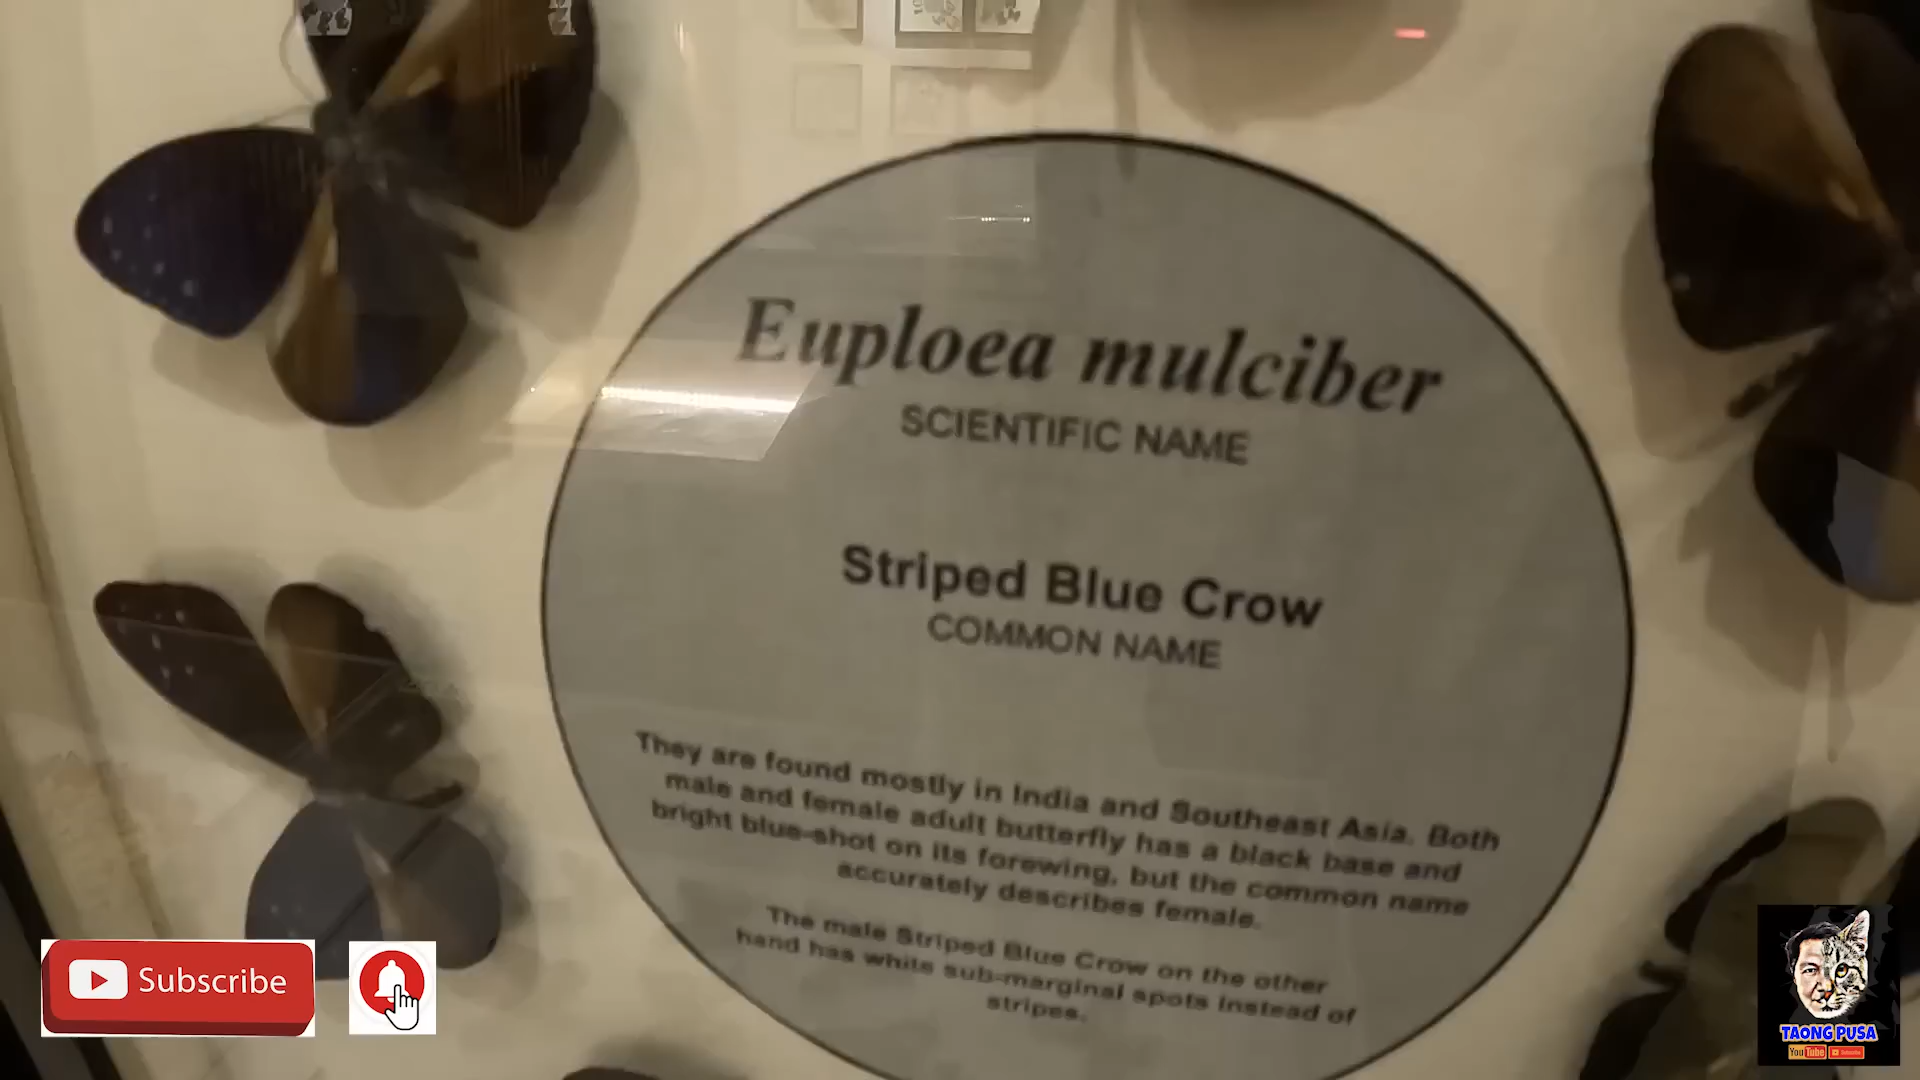 Euploea mulciber
SCIENTIFIC NAME
Striped Blue Crow
COMMON NAME
They are found mostly in India and Southeast Asia. Both
male and female adult butterfly has a black base and
bright blue-shot on its forewing, but the common name
accurately describes female.
The male Striped Blue Crow on the other
hand has white sub-marginal spots instead of
stripes.
Subscribe
TAONG PUSA
YouTube